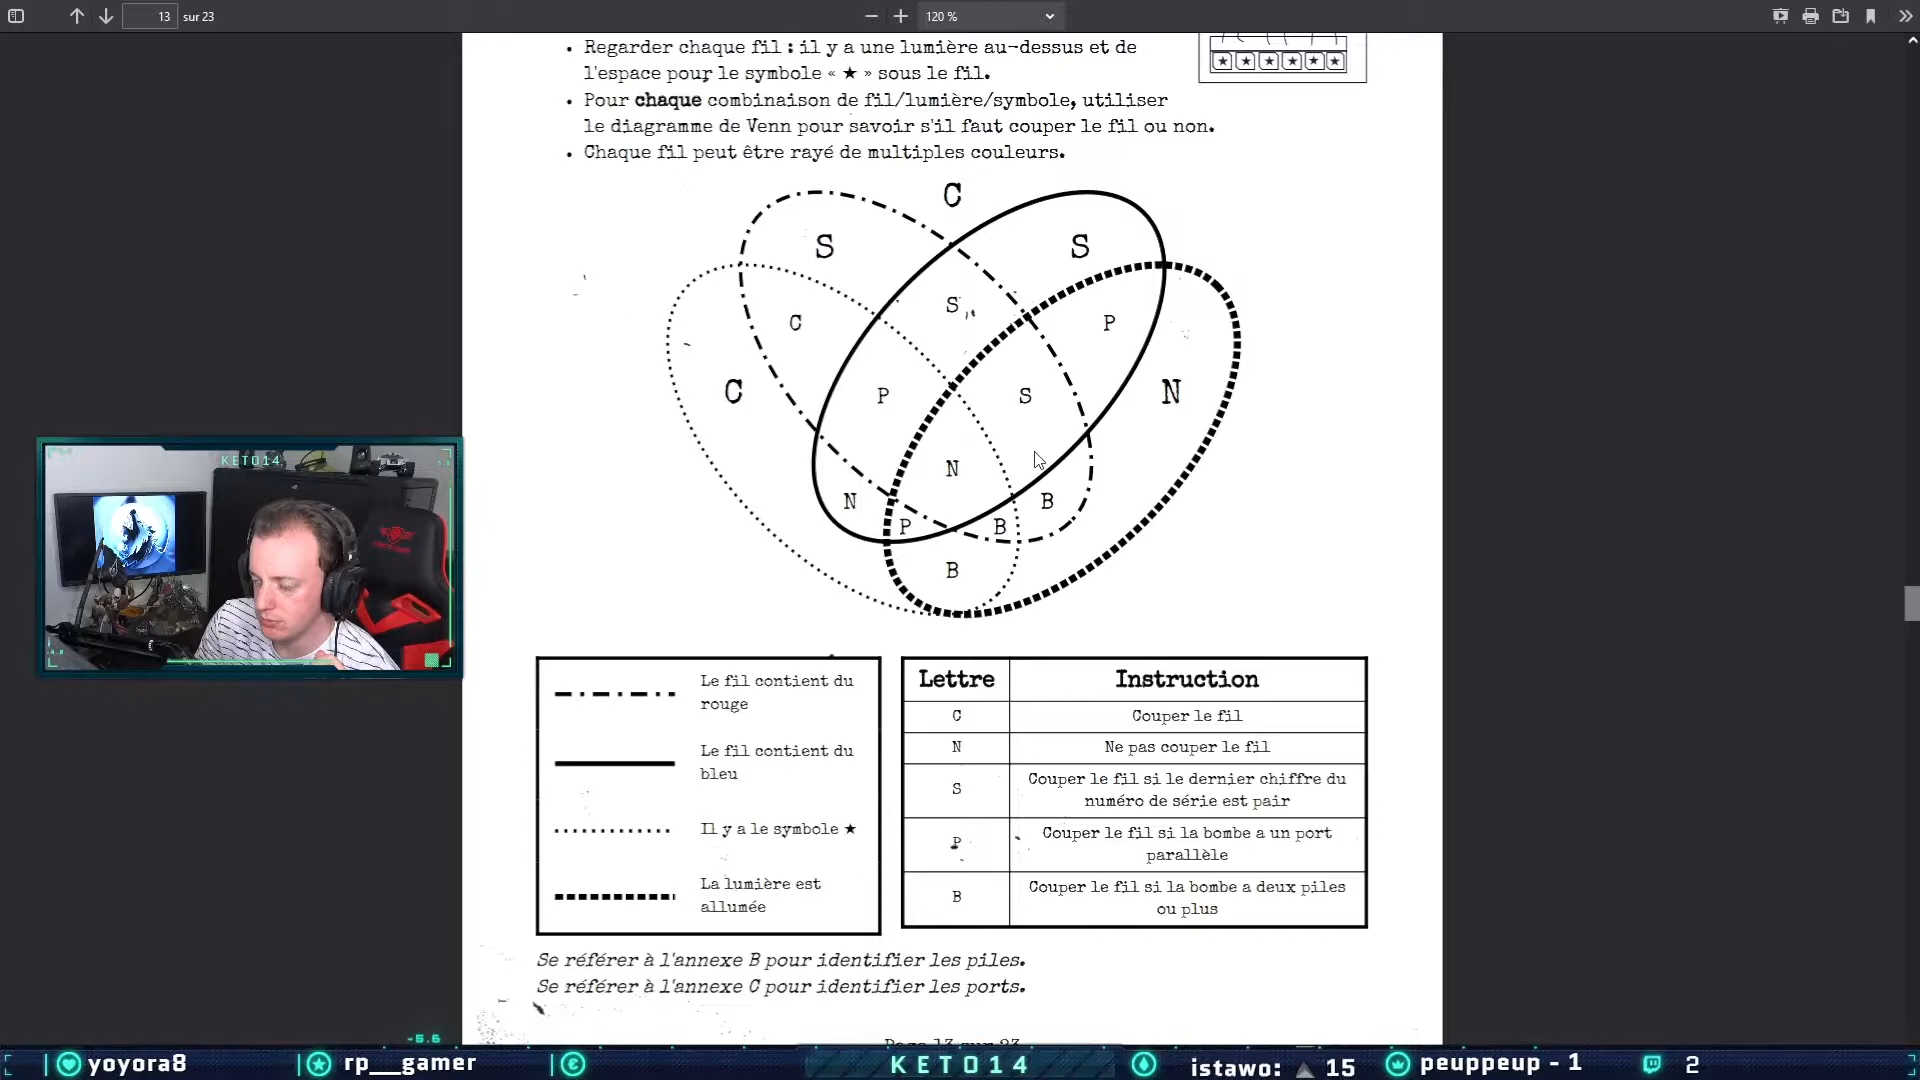 13
sur 23
120 %
• Regarder chaque fil : il y a une lumière au-dessus et de
l'espace pour le symbole « ★ » sous le fil.
• Pour chaque combinaison de fil/lumière/symbole, utiliser
le diagramme de Venn pour savoir s'il faut couper le fil ou non.
• Chaque fil peut être rayé de multiples couleurs.
C
S
S
S
C
P
C
P
S
N
N
N
B
P
B
B
Le fil contient du
rouge
Le fil contient du
bleu
Il y a le symbole ★
La lumière est
allumée
Lettre Instruction
C Couper le fil
N Ne pas couper le fil
S Couper le fil si le dernier chiffre du
numéro de série est pair
P Couper le fil si la bombe a un port
parallèle
B Couper le fil si la bombe a deux piles
ou plus
Se référer à l'annexe B pour identifier les piles.
Se référer à l'annexe C pour identifier les ports.
Page 13 sur 23
KETO14
-5.6
yoyora8
rp__gamer
KETO14
istawo: 15
peuppeup - 1
2